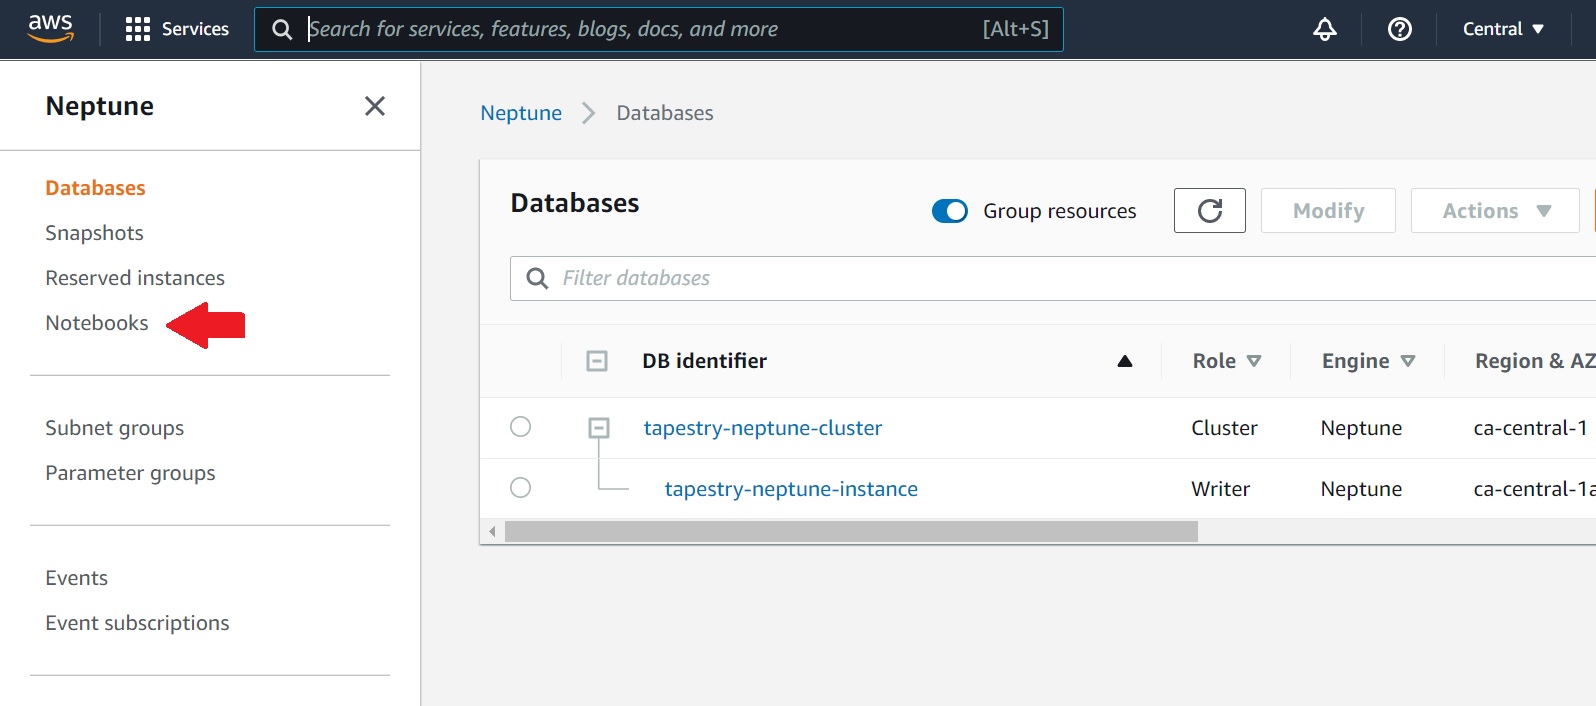 aws Services Search for services, features, blogs, docs, and more [Alt+S] Central
Neptune
Databases
Snapshots
Reserved instances
Notebooks
Subnet groups
Parameter groups
Events
Event subscriptions
Neptune Databases
Databases Group resources Modify Actions
Filter databases
DB identifier Role Engine Region & AZ
tapestry-neptune-cluster Cluster Neptune ca-central-1
tapestry-neptune-instance Writer Neptune ca-central-1a